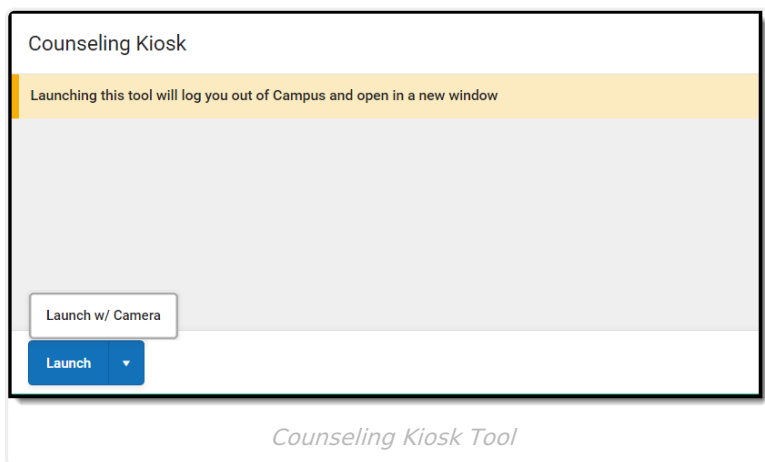 Counseling Kiosk
Launching this tool will log you out of Campus and open in a new window
Launch w/ Camera
Launch
Counseling Kiosk Tool